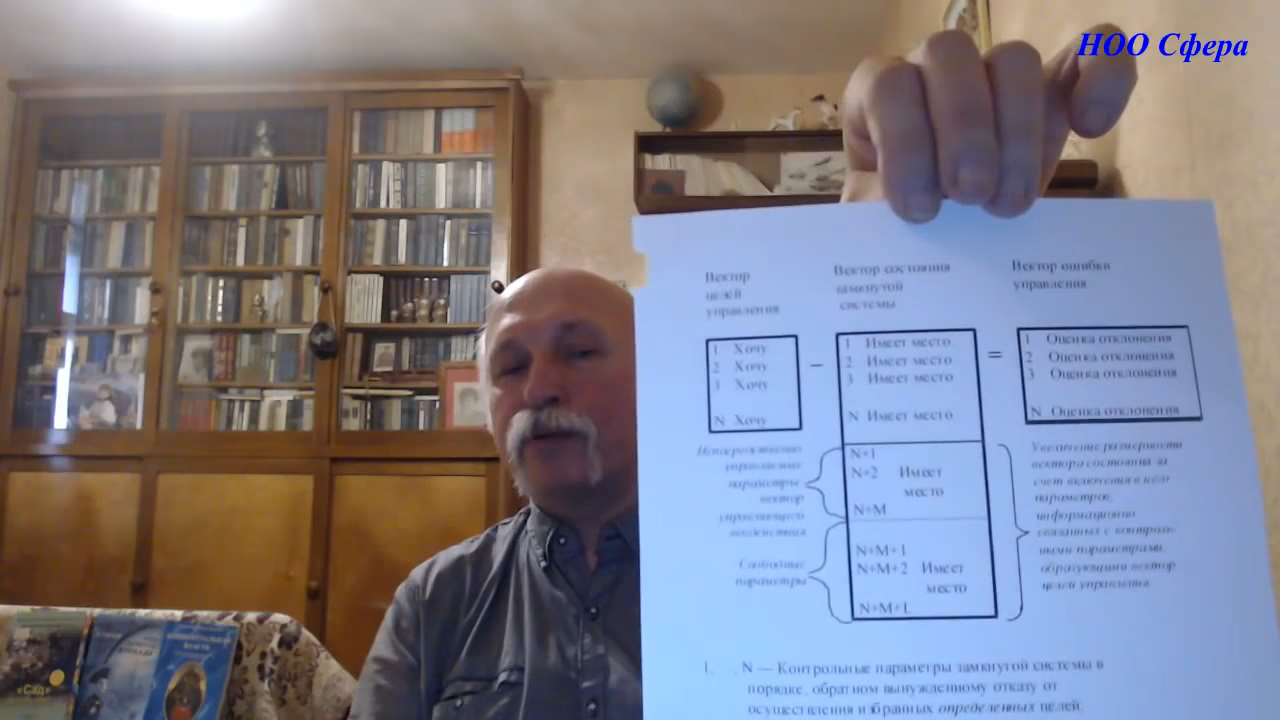 НОО Сфера
Вектор
целей
управления
Вектор состояния
замкнутой
системы
Вектор ошибки
управления
1 Хочу
2 Хочу
3 Хочу
N Хочу
–
1 Имеет место
2 Имеет место
3 Имеет место
N Имеет место
=
1 Оценка отклонения
2 Оценка отклонения
3 Оценка отклонения
N Оценка отклонения
Непосредственно
управляемые
параметры
вектор
управляющего
воздействия
N+1
N+2 Имеет
место
N+M
Свободные
параметры
N+M+1
N+M+2 Имеет
место
N+M+L
Увеличение размерности
вектора состояния за
счет включения в него
параметров,
информационно
связанных с контроль-
ными параметрами,
образующими вектор
целей управления.
1, ..., N — Контрольные параметры замкнутой системы в
порядке, обратном вынужденному отказу от
осуществления избранных определенных целей.
«Сад»
власть